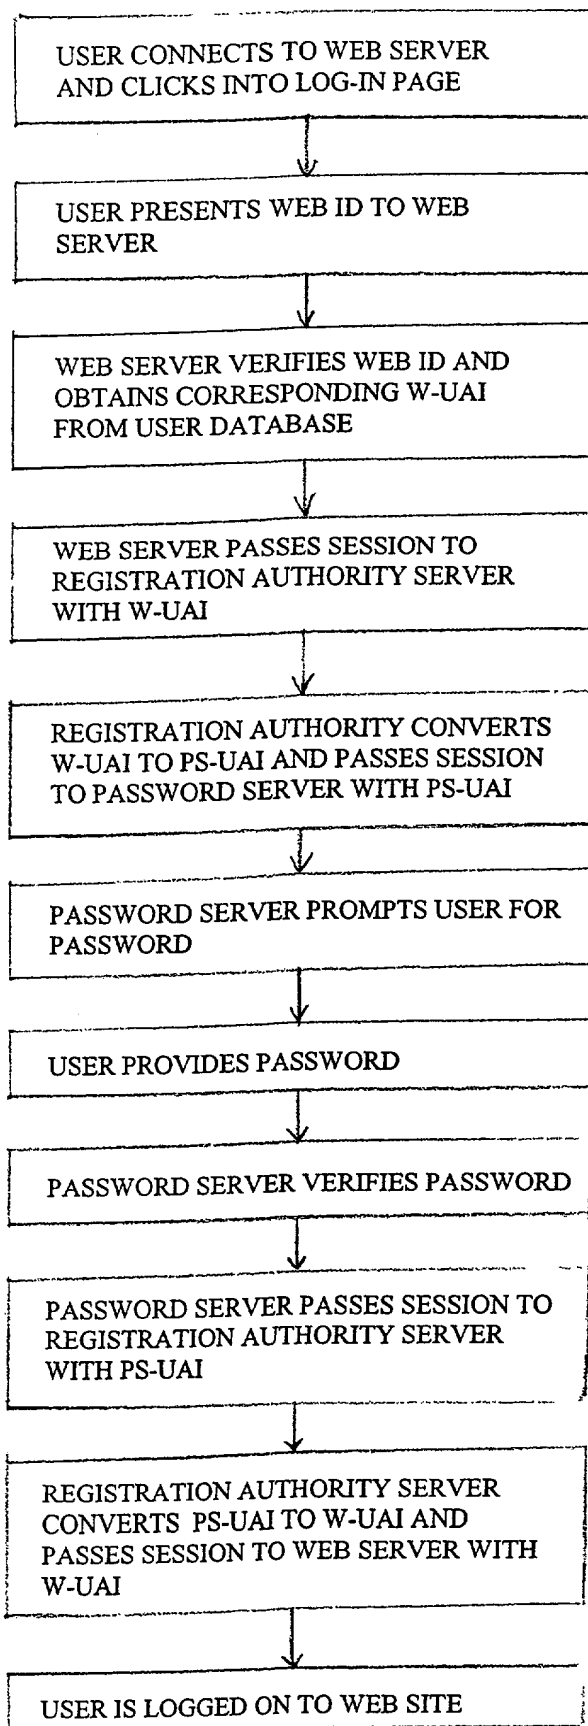 USER CONNECTS TO WEB SERVER
AND CLICKS INTO LOG-IN PAGE
USER PRESENTS WEB ID TO WEB
SERVER
WEB SERVER VERIFIES WEB ID AND
OBTAINS CORRESPONDING W-UAI
FROM USER DATABASE
WEB SERVER PASSES SESSION TO
REGISTRATION AUTHORITY SERVER
WITH W-UAI
REGISTRATION AUTHORITY CONVERTS
W-UAI TO PS-UAI AND PASSES SESSION
TO PASSWORD SERVER WITH PS-UAI
PASSWORD SERVER PROMPTS USER FOR
PASSWORD
USER PROVIDES PASSWORD
PASSWORD SERVER VERIFIES PASSWORD
PASSWORD SERVER PASSES SESSION TO
REGISTRATION AUTHORITY SERVER
WITH PS-UAI
REGISTRATION AUTHORITY SERVER
CONVERTS PS-UAI TO W-UAI AND
PASSES SESSION TO WEB SERVER WITH
W-UAI
USER IS LOGGED ON TO WEB SITE